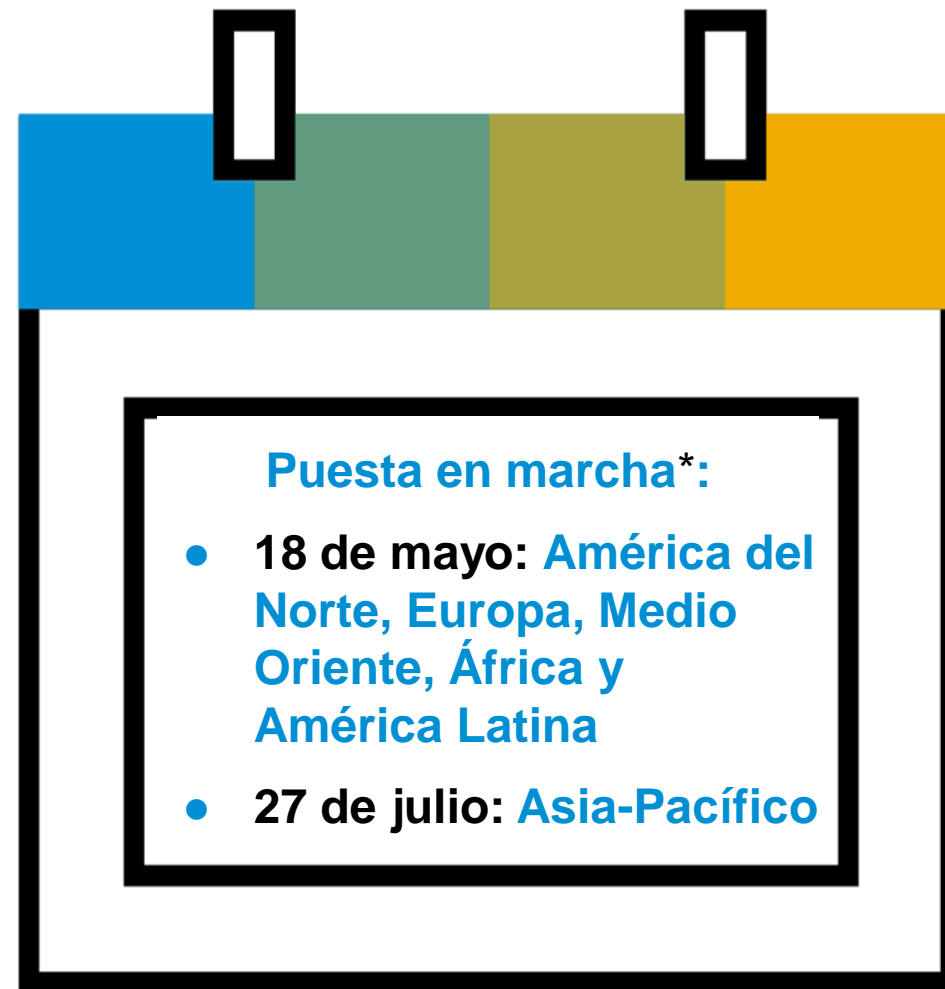 Puesta en marcha*:
● 18 de mayo: América del
Norte, Europa, Medio
Oriente, África y
América Latina
● 27 de julio: Asia-Pacífico